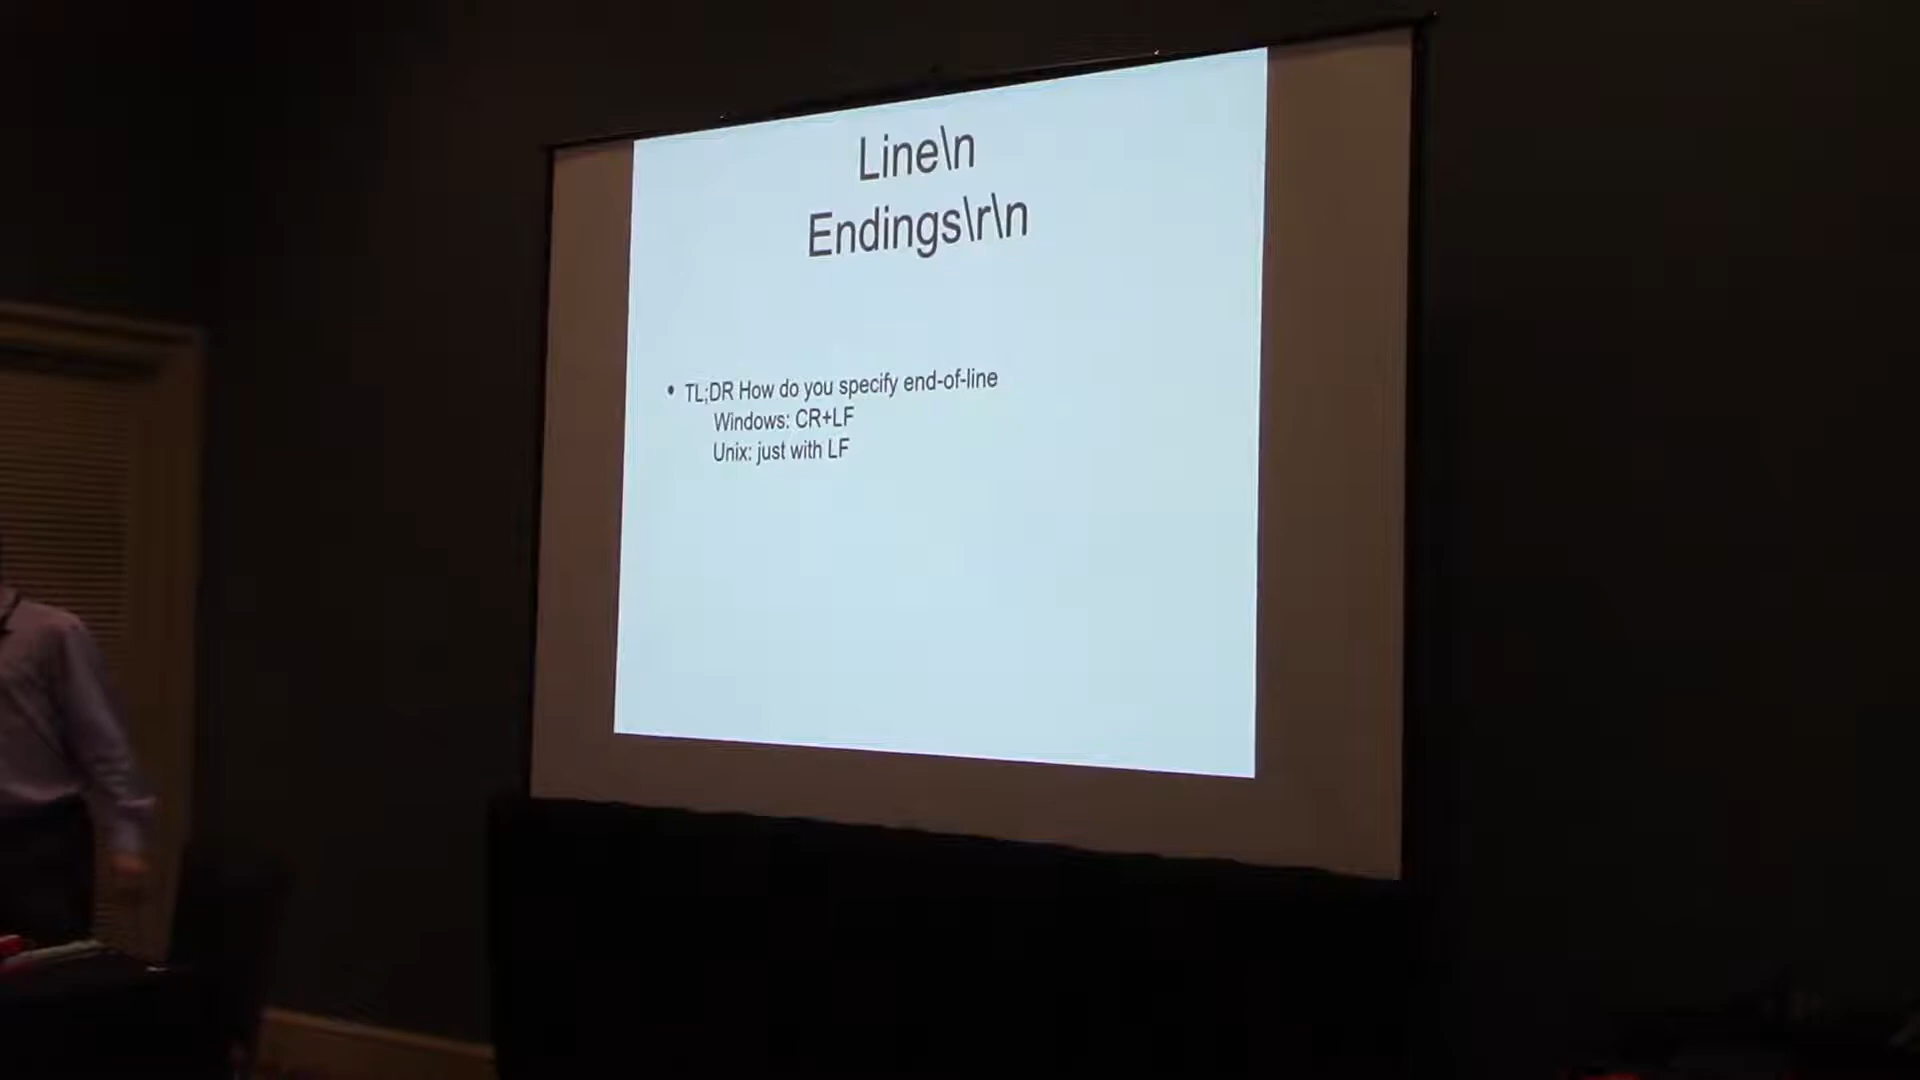 Line\n
Endings\r\n
• TL;DR How do you specify end-of-line
Windows: CR+LF
Unix: just with LF